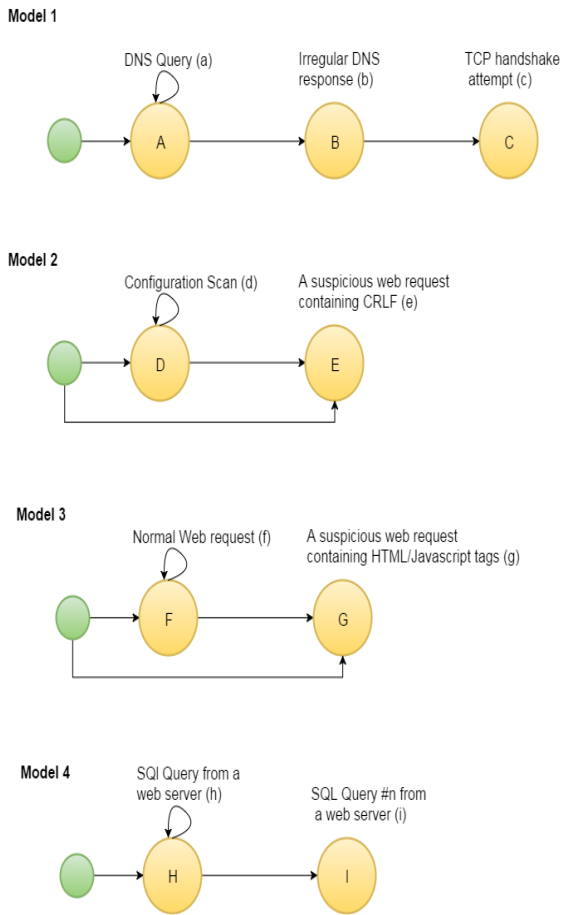 Model 1
DNS Query (a)
Irregular DNS
response (b)
TCP handshake
attempt (c)
A
B
C
Model 2
Configuration Scan (d)
A suspicious web request
containing CRLF (e)
D
E
Model 3
Normal Web request (f)
A suspicious web request
containing HTML/Javascript tags (g)
F
G
Model 4
SQl Query from a
web server (h)
SQL Query #n from
a web server (i)
H
I